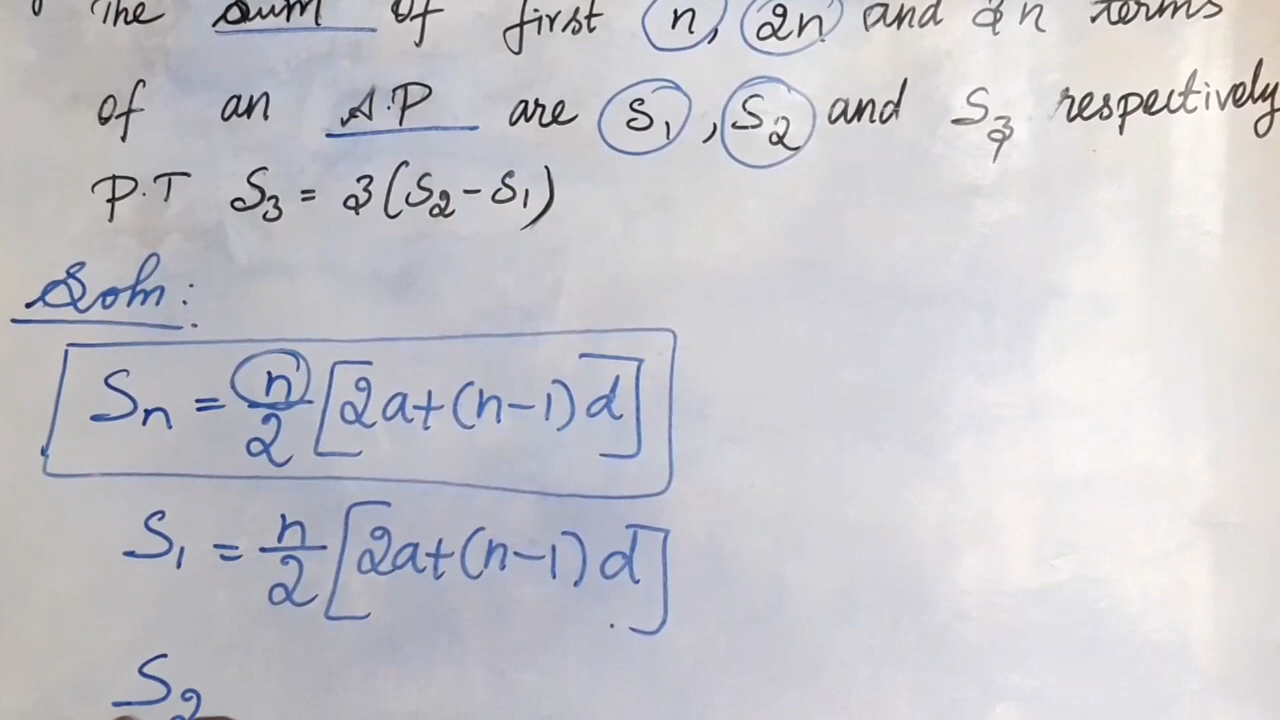 The sum of first n, 2n and 3n terms
of an A.P are S₁, S₂ and S₃ respectively
P.T S₃ = 3(S₂-S₁)
Soln:
Sn = n/2 [2a+(n-1)d]
S₁ = n/2 [2a+(n-1)d]
S₂